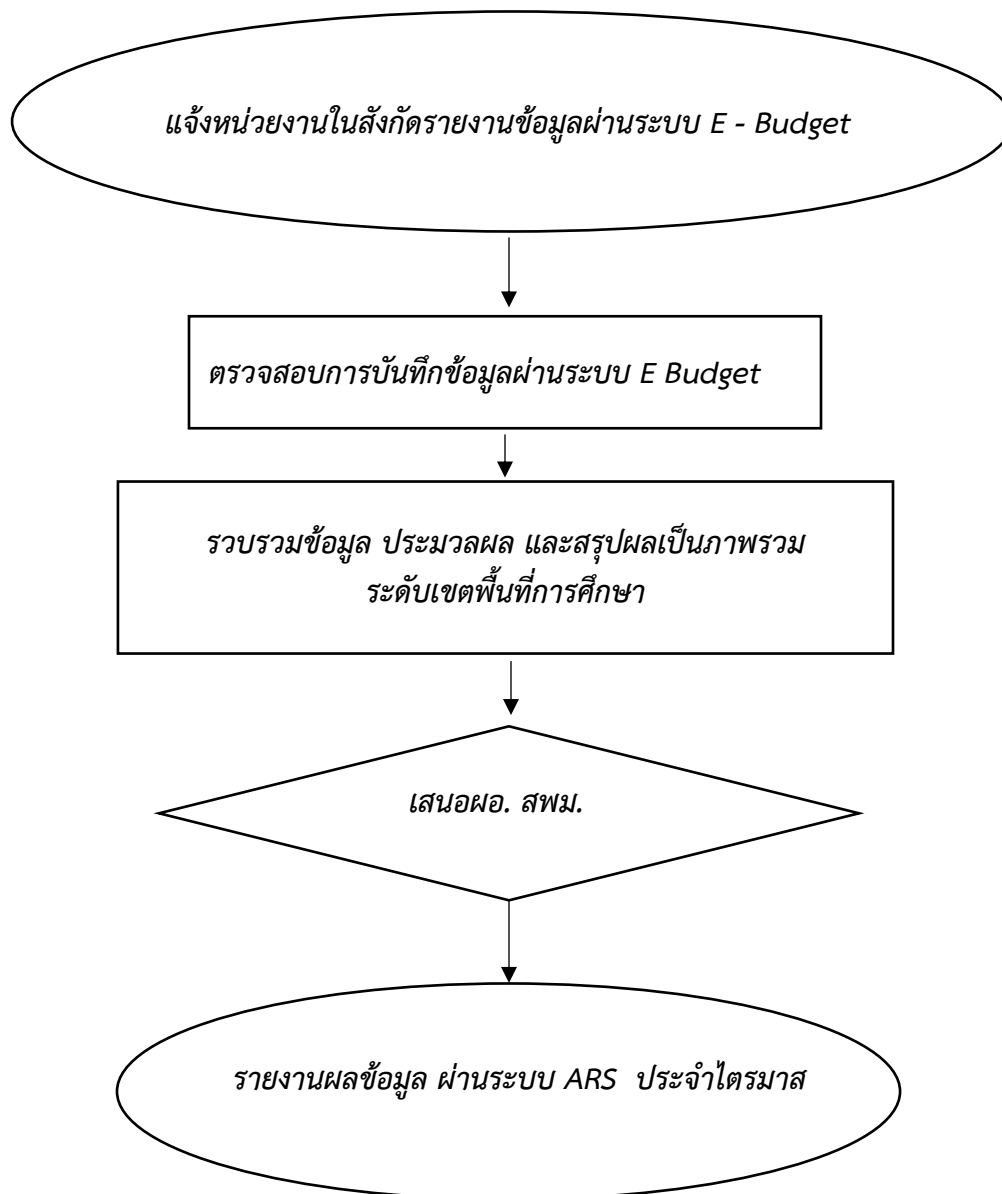 แจ้งหน่วยงานในสังกัดรายงานข้อมูลผ่านระบบ E - Budget
ตรวจสอบการบันทึกข้อมูลผ่านระบบ E Budget
รวบรวมข้อมูล ประมวลผล และสรุปผลเป็นภาพรวม
ระดับเขตพื้นที่การศึกษา
เสนอผอ. สพม.
รายงานผลข้อมูล ผ่านระบบ ARS ประจำไตรมาส